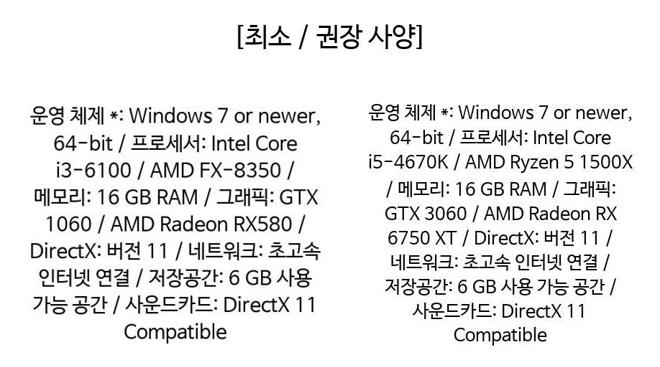 [최소 / 권장 사양]
운영 체제 *: Windows 7 or newer,
64-bit / 프로세서: Intel Core
i3-6100 / AMD FX-8350 /
메모리: 16 GB RAM / 그래픽: GTX
1060 / AMD Radeon RX580 /
DirectX: 버전 11 / 네트워크: 초고속
인터넷 연결 / 저장공간: 6 GB 사용
가능 공간 / 사운드카드: DirectX 11
Compatible
운영 체제 *: Windows 7 or newer,
64-bit / 프로세서: Intel Core
i5-4670K / AMD Ryzen 5 1500X
/ 메모리: 16 GB RAM / 그래픽:
GTX 3060 / AMD Radeon RX
6750 XT / DirectX: 버전 11 /
네트워크: 초고속 인터넷 연결 /
저장공간: 6 GB 사용 가능 공간 /
사운드카드: DirectX 11
Compatible